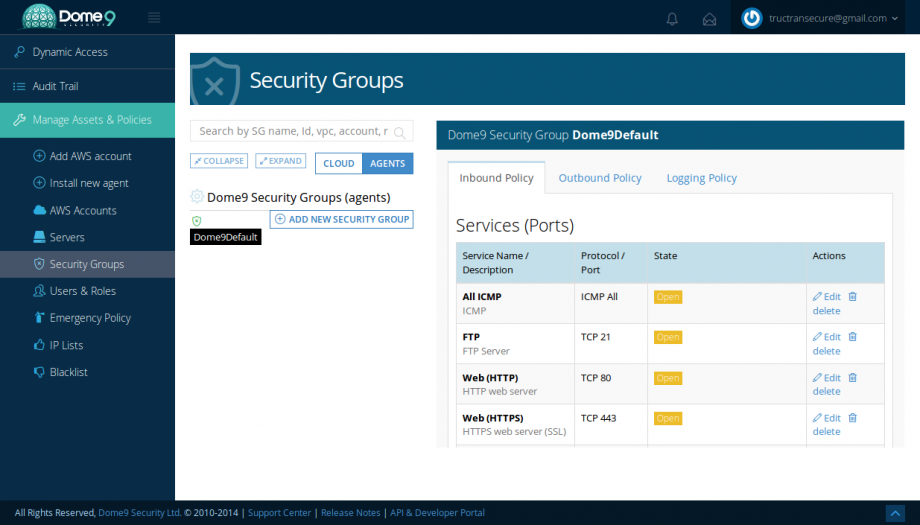 Dome9
SECURITY
tructransecure@gmail.com
Dynamic Access
Audit Trail
Manage Assets & Policies
Add AWS account
Install new agent
AWS Accounts
Servers
Security Groups
Users & Roles
Emergency Policy
IP Lists
Blacklist
Security Groups
Search by SG name, Id, vpc, account, r
COLLAPSE
EXPAND
CLOUD
AGENTS
Dome9 Security Groups (agents)
ADD NEW SECURITY GROUP
Dome9Default
Dome9 Security Group Dome9Default
Inbound Policy
Outbound Policy
Logging Policy
Services (Ports)
Service Name /
Description
Protocol /
Port
State
Actions
All ICMP
ICMP
ICMP All
Open
Edit
delete
FTP
FTP Server
TCP 21
Open
Edit
delete
Web (HTTP)
HTTP web server
TCP 80
Open
Edit
delete
Web (HTTPS)
HTTPS web server (SSL)
TCP 443
Open
Edit
delete
All Rights Reserved, Dome9 Security Ltd. © 2010-2014 | Support Center | Release Notes | API & Developer Portal